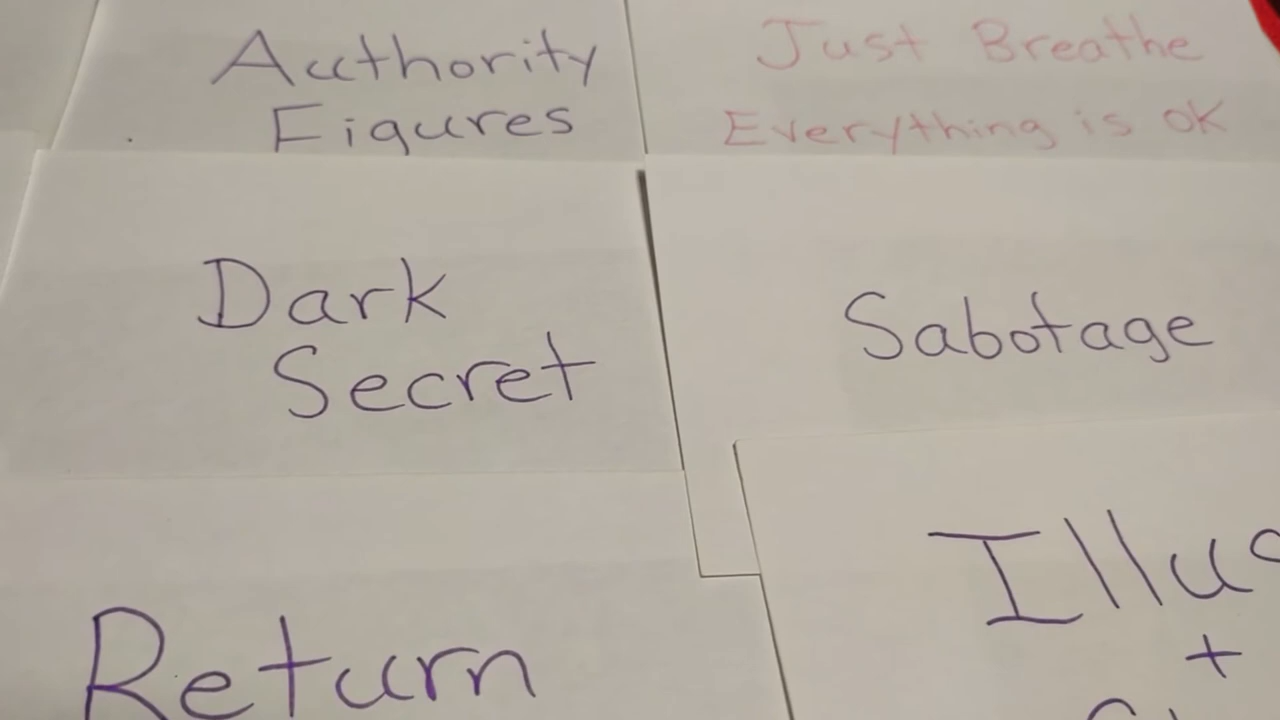 Authority
Figures
Just Breathe
Everything is ok
Dark
Secret
Sabotage
Return
+